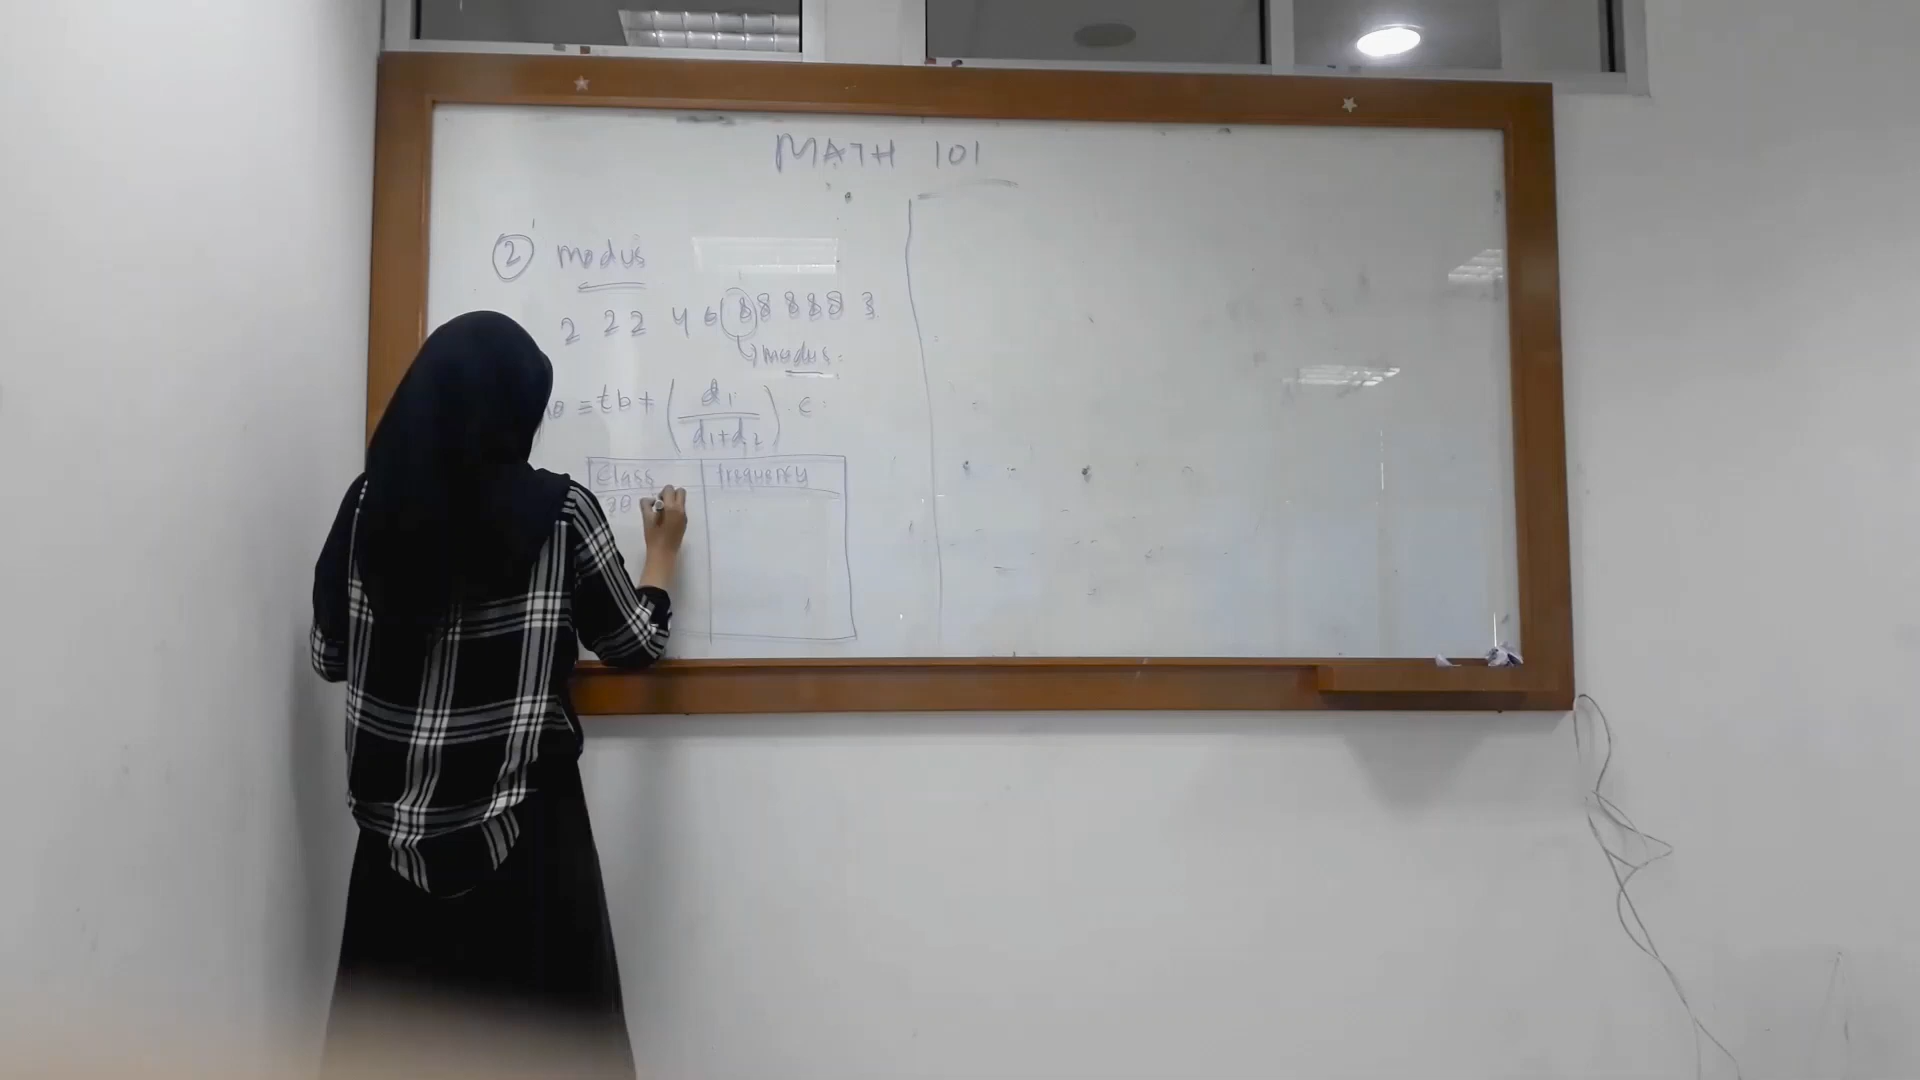 MATH 101
② modus
2 2 2 4 6 8 8 8 8 8 3
modus
= tb + (d1 / d1+d2) . c
Class frequency